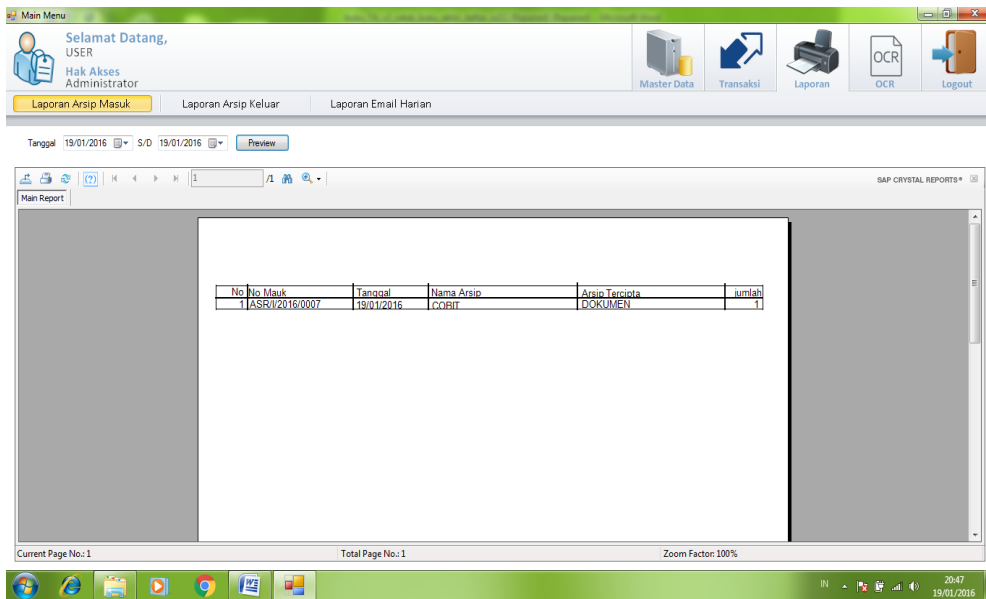 Main Menu
Selamat Datang,
USER
Hak Akses
Administrator
Master Data
Transaksi
Laporan
OCR
OCR
Logout
Laporan Arsip Masuk
Laporan Arsip Keluar
Laporan Email Harian
Tanggal 19/01/2016 S/D 19/01/2016 Preview
(?) 1 /1 SAP CRYSTAL REPORTS®
Main Report
No No Mauk Tanggal Nama Arsip Arsip Tercipta jumlah
1 ASR/I/2016/0007 19/01/2016 COBIT DOKUMEN 1
Current Page No.: 1 Total Page No.: 1 Zoom Factor: 100%
IN 20:47
19/01/2016